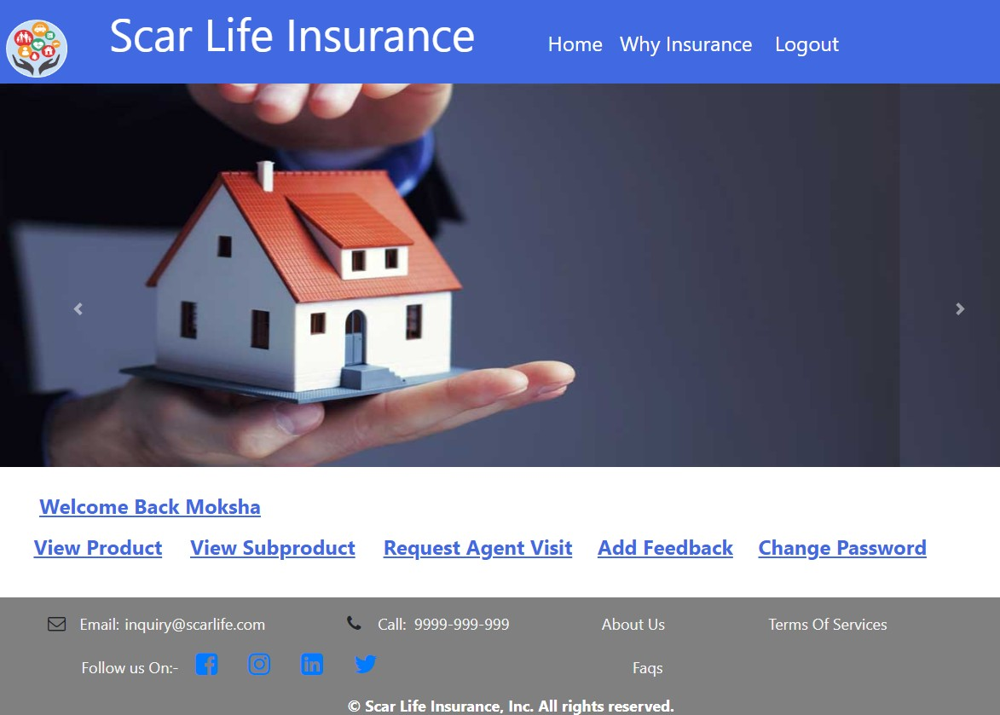 Scar Life Insurance
Home Why Insurance Logout
Welcome Back Moksha
View Product View Subproduct Request Agent Visit Add Feedback Change Password
Email: inquiry@scarlife.com Call: 9999-999-999 About Us Terms Of Services
Follow us On:- Faqs
© Scar Life Insurance, Inc. All rights reserved.